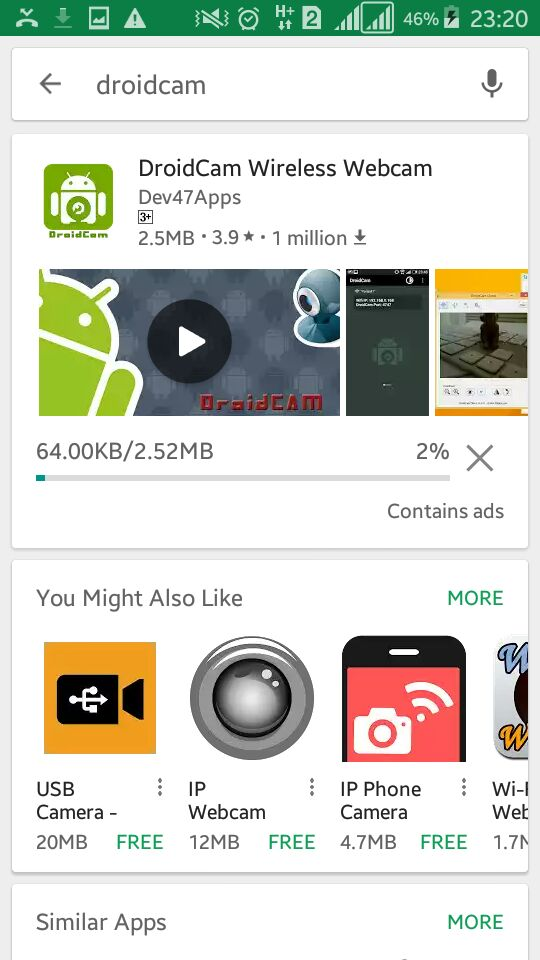 H+ 2 46% 23:20
droidcam
DroidCam Wireless Webcam
Dev47Apps
3+
2.5MB • 3.9 ★ • 1 million
DroidCam
DroidCAM
DroidCam
64.00KB/2.52MB 2%
Contains ads
You Might Also Like MORE
USB
Camera -
20MB FREE
IP
Webcam
12MB FREE
IP Phone
Camera
4.7MB FREE
Wi-F
Web
1.7M
Similar Apps MORE